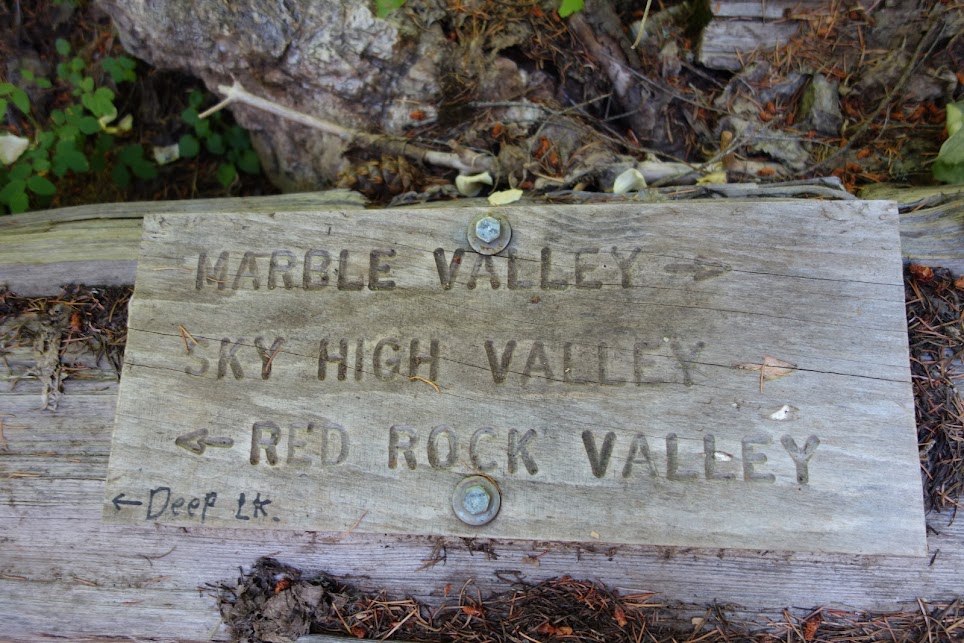 MARBLE VALLEY →
SKY HIGH VALLEY
← RED ROCK VALLEY
← DEEP LK.